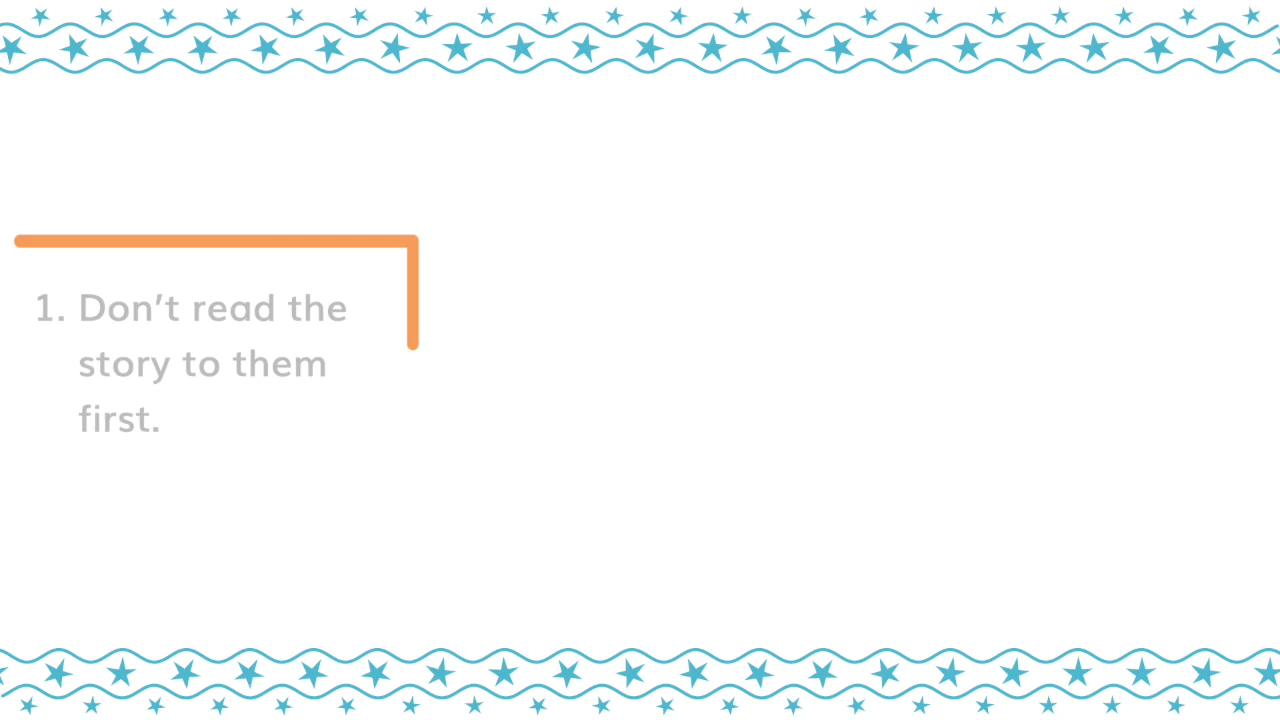 1. Don’t read the
story to them
first.